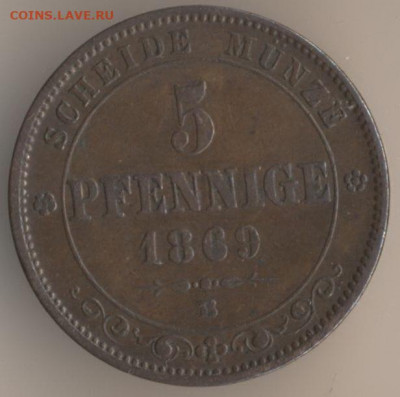 COINS.LAVE.RU
SCHEIDE MÜNZE
5
PFENNIGE
1869
B